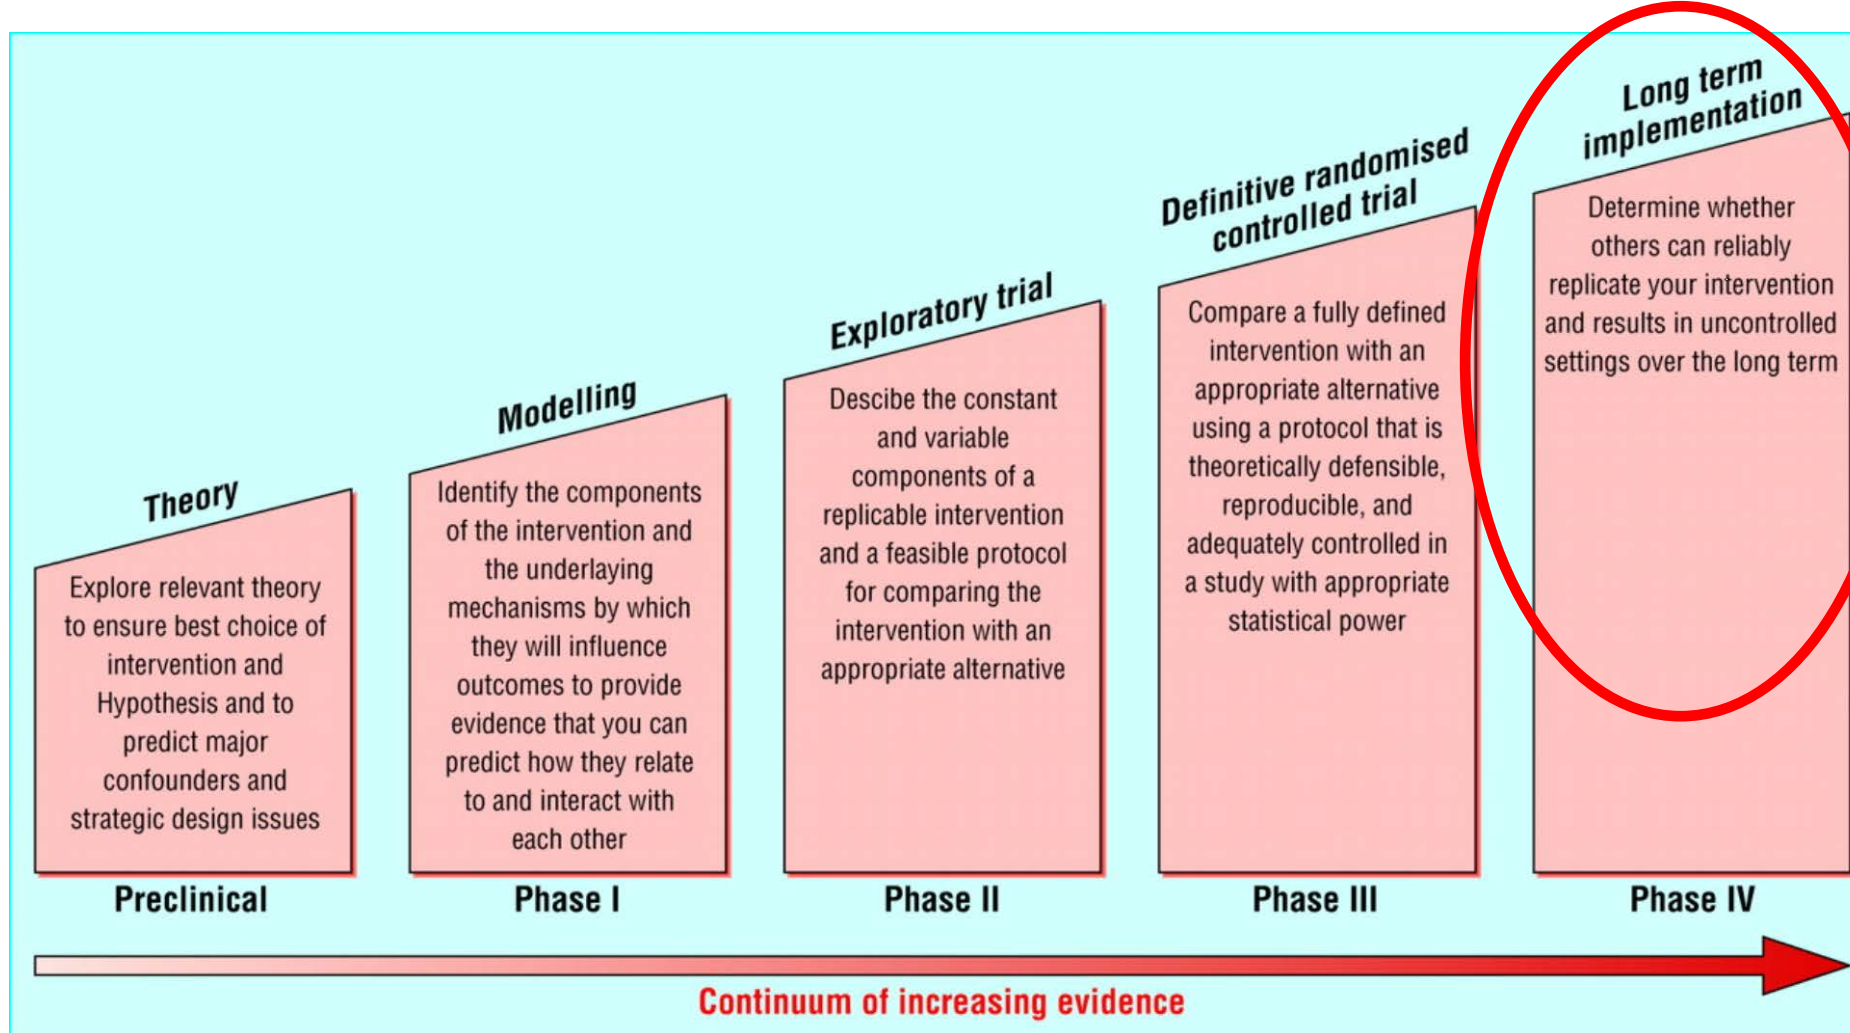 Theory
Explore relevant theory
to ensure best choice of
intervention and
Hypothesis and to
predict major
confounders and
strategic design issues
Preclinical
Modelling
Identify the components
of the intervention and
the underlaying
mechanisms by which
they will influence
outcomes to provide
evidence that you can
predict how they relate
to and interact with
each other
Phase I
Exploratory trial
Descibe the constant
and variable
components of a
replicable intervention
and a feasible protocol
for comparing the
intervention with an
appropriate alternative
Phase II
Definitive randomised
controlled trial
Compare a fully defined
intervention with an
appropriate alternative
using a protocol that is
theoretically defensible,
reproducible, and
adequately controlled in
a study with appropriate
statistical power
Phase III
Long term
implementation
Determine whether
others can reliably
replicate your intervention
and results in uncontrolled
settings over the long term
Phase IV
Continuum of increasing evidence